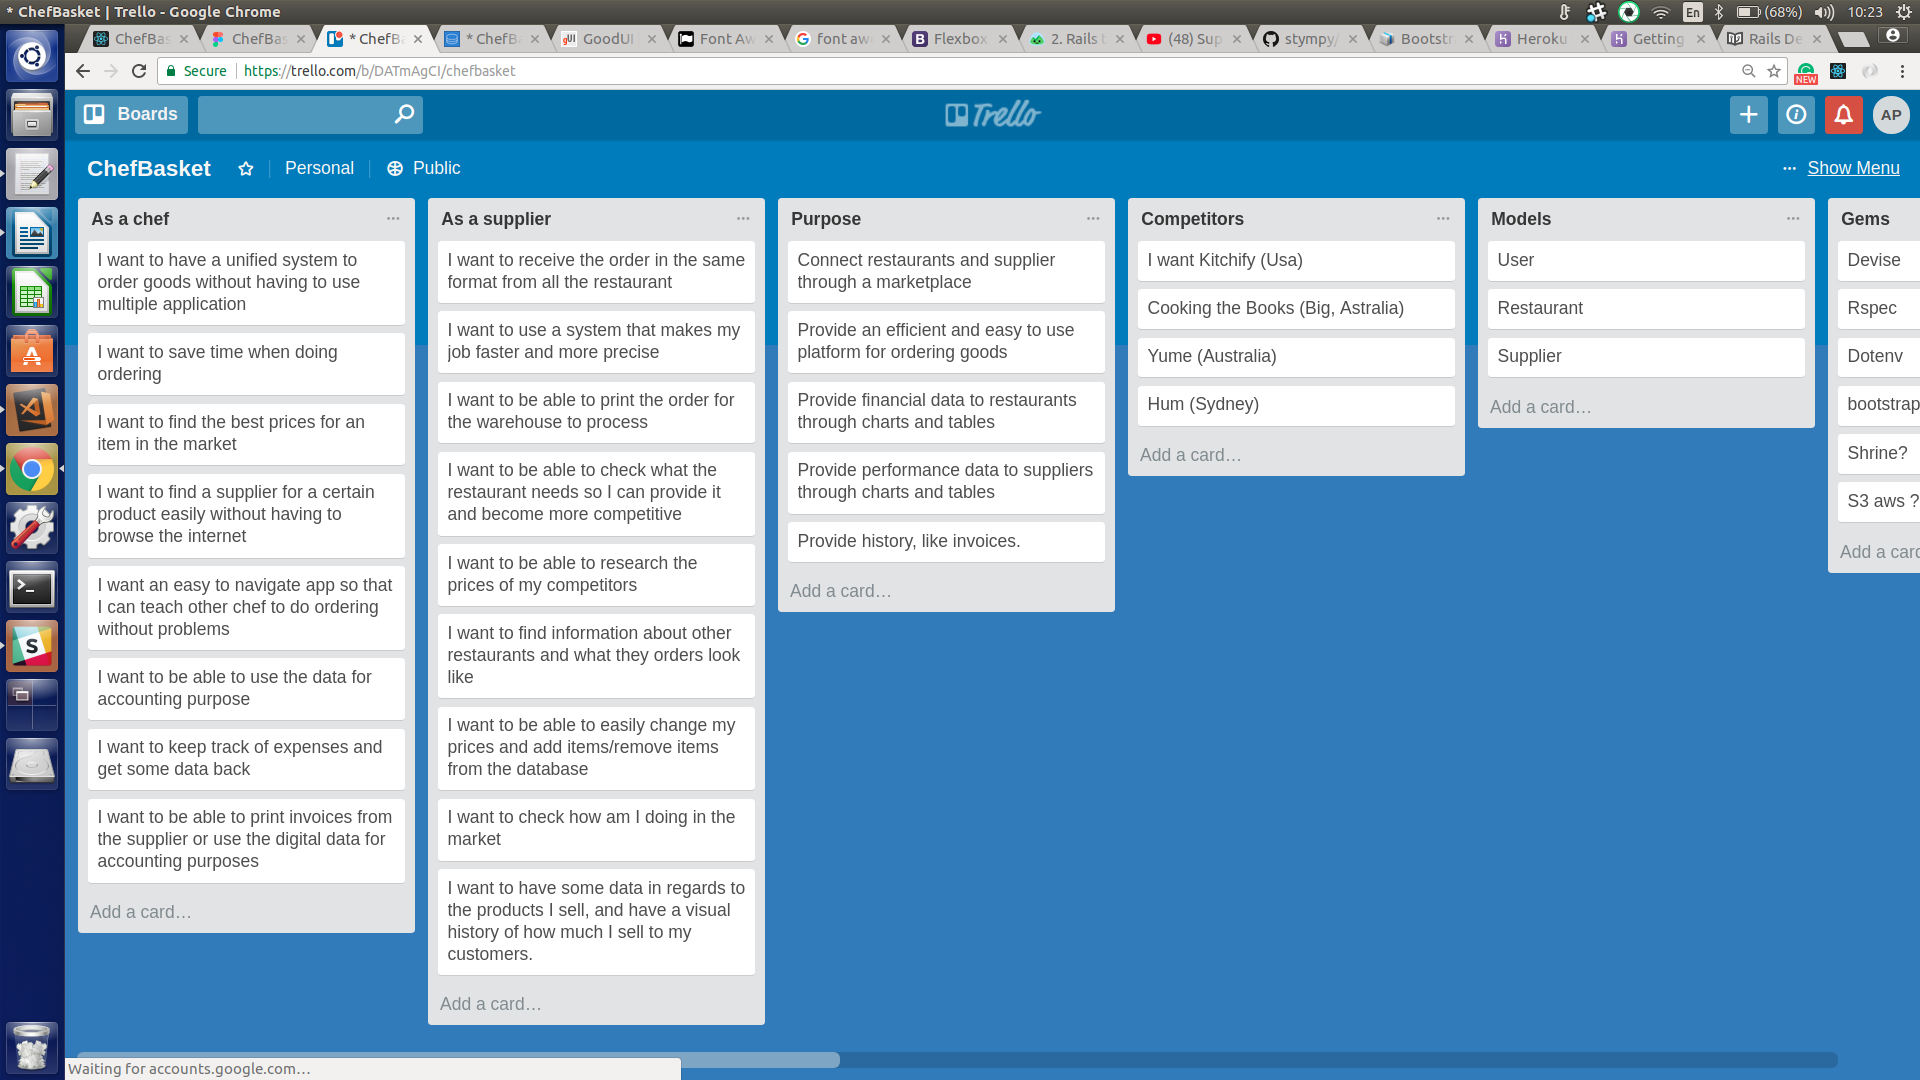 * ChefBasket | Trello - Google Chrome
En
(68%)
10:23
ChefBas
ChefBas
* ChefB
* ChefB
GoodUI
Font Aw
font aw
Flexbox
2. Rails t
(48) Sup
stympy/
Bootstr
Heroku
Getting
Rails De
Secure
https://trello.com/b/DATmAgCI/chefbasket
NEW
Boards
Trello
AP
ChefBasket
Personal
Public
Show Menu
As a chef
I want to have a unified system to
order goods without having to use
multiple application
I want to save time when doing
ordering
I want to find the best prices for an
item in the market
I want to find a supplier for a certain
product easily without having to
browse the internet
I want an easy to navigate app so that
I can teach other chef to do ordering
without problems
I want to be able to use the data for
accounting purpose
I want to keep track of expenses and
get some data back
I want to be able to print invoices from
the supplier or use the digital data for
accounting purposes
Add a card…
As a supplier
I want to receive the order in the same
format from all the restaurant
I want to use a system that makes my
job faster and more precise
I want to be able to print the order for
the warehouse to process
I want to be able to check what the
restaurant needs so I can provide it
and become more competitive
I want to be able to research the
prices of my competitors
I want to find information about other
restaurants and what they orders look
like
I want to be able to easily change my
prices and add items/remove items
from the database
I want to check how am I doing in the
market
I want to have some data in regards to
the products I sell, and have a visual
history of how much I sell to my
customers.
Add a card…
Purpose
Connect restaurants and supplier
through a marketplace
Provide an efficient and easy to use
platform for ordering goods
Provide financial data to restaurants
through charts and tables
Provide performance data to suppliers
through charts and tables
Provide history, like invoices.
Add a card…
Competitors
I want Kitchify (Usa)
Cooking the Books (Big, Astralia)
Yume (Australia)
Hum (Sydney)
Add a card…
Models
User
Restaurant
Supplier
Add a card…
Gems
Devise
Rspec
Dotenv
bootstrap
Shrine?
S3 aws ?
Add a card
Waiting for accounts.google.com…